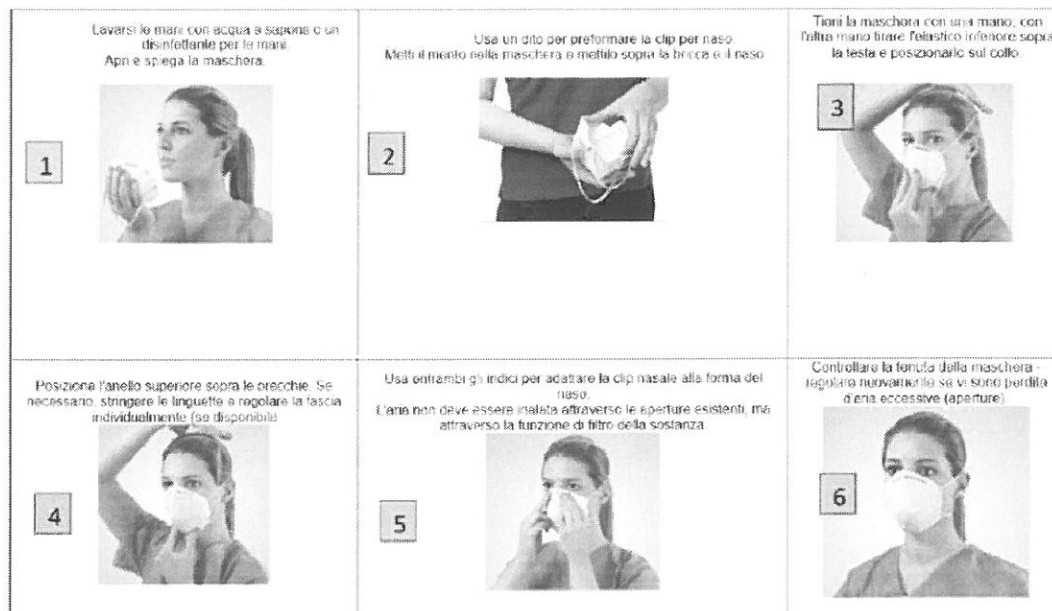 Lavarsi le mani con acqua a sapone o un
disinfettante per le mani.
Apri e spiega la maschera.
1
Usa un dito per preformare la clip per naso.
Metti il mento nella maschera e mettilo sopra la bocca e il naso
2
Tieni la maschera con una mano, con
l'altra mano tirare l'elastico inferiore sopra
la testa e posizionarlo sul collo.
3
Posiziona l'anello superiore sopra le orecchie. Se
necessario, stringere le linguette e regolare la fascia
individualmente (se disponibile
4
Usa entrambi gli indici per adattare la clip nasale alla forma del
naso.
L'aria non deve essere inalata attraverso le aperture esistenti, ma
attraverso la funzione di filtro della sostanza.
5
Controllare la tenuta della maschera -
regolare nuovamente se vi sono perdite
d'aria eccessive (aperture)
6